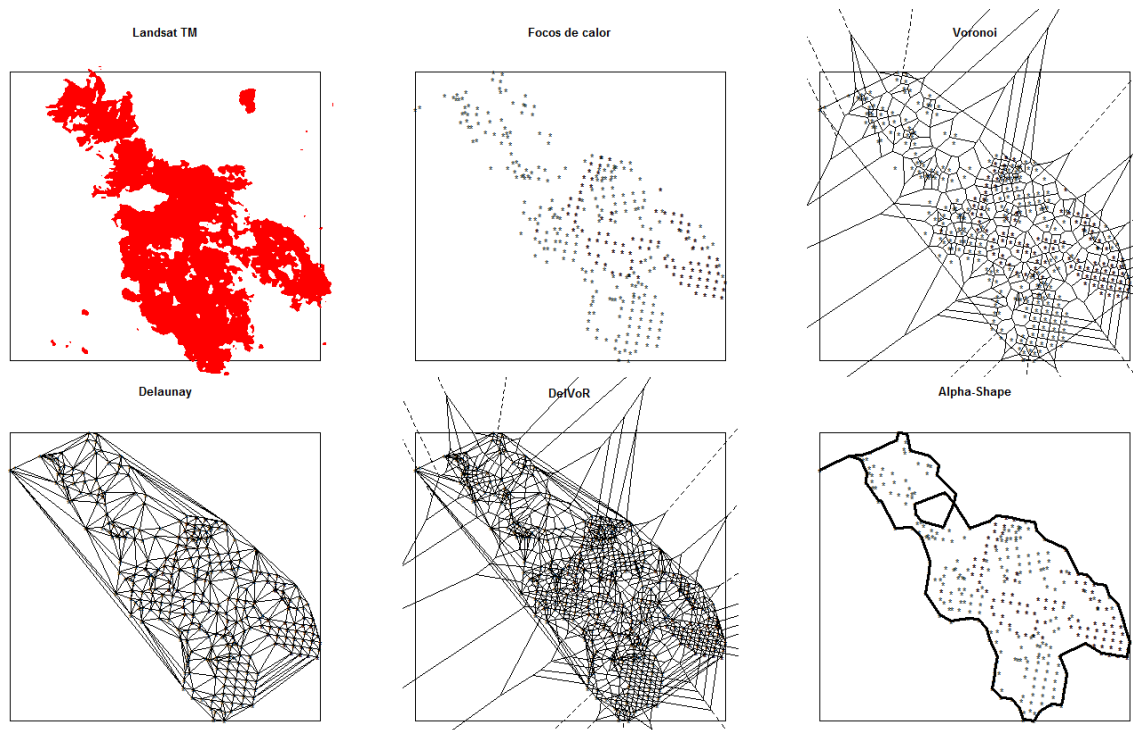 Landsat TM
Focos de calor
Voronoi
Delaunay
DelVoR
Alpha-Shape